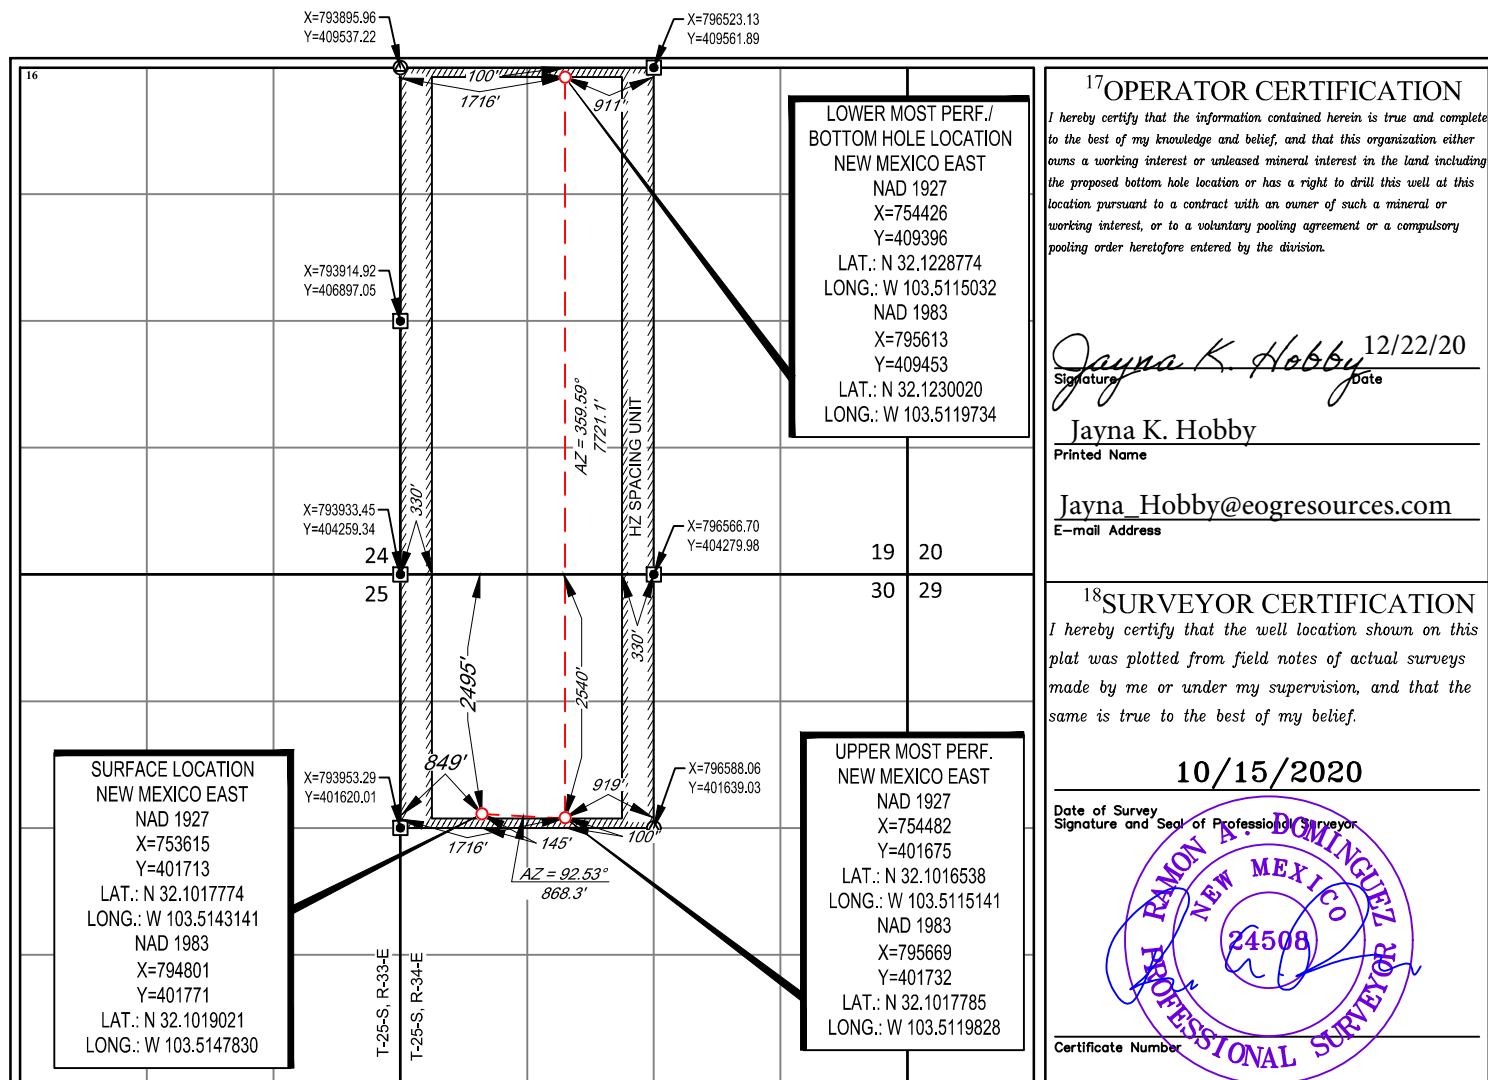 X=793895.96
Y=409537.22
X=796523.13
Y=409561.89
16
100'
1716'
911'
LOWER MOST PERF./
BOTTOM HOLE LOCATION
NEW MEXICO EAST
NAD 1927
X=754426
Y=409396
LAT.: N 32.1228774
LONG.: W 103.5115032
NAD 1983
X=795613
Y=409453
LAT.: N 32.1230020
LONG.: W 103.5119734
X=793914.92
Y=406897.05
AZ = 359.59°
7721.1'
HZ SPACING UNIT
330'
X=793933.45
Y=404259.34
X=796566.70
Y=404279.98
24
19
20
25
30
29
2495'
2540'
330'
849'
919'
X=793953.29
Y=401620.01
X=796588.06
Y=401639.03
1716'
145'
100'
AZ = 92.53°
868.3'
SURFACE LOCATION
NEW MEXICO EAST
NAD 1927
X=753615
Y=401713
LAT.: N 32.1017774
LONG.: W 103.5143141
NAD 1983
X=794801
Y=401771
LAT.: N 32.1019021
LONG.: W 103.5147830
T-25-S, R-33-E
T-25-S, R-34-E
UPPER MOST PERF.
NEW MEXICO EAST
NAD 1927
X=754482
Y=401675
LAT.: N 32.1016538
LONG.: W 103.5115141
NAD 1983
X=795669
Y=401732
LAT.: N 32.1017785
LONG.: W 103.5119828
17OPERATOR CERTIFICATION
I hereby certify that the information contained herein is true and complete
to the best of my knowledge and belief, and that this organization either
owns a working interest or unleased mineral interest in the land including
the proposed bottom hole location or has a right to drill this well at this
location pursuant to a contract with an owner of such a mineral or
working interest, or to a voluntary pooling agreement or a compulsory
pooling order heretofore entered by the division.
Jayna K. Hobby 12/22/20
Signature Date
Jayna K. Hobby
Printed Name
Jayna_Hobby@eogresources.com
E-mail Address
18SURVEYOR CERTIFICATION
I hereby certify that the well location shown on this
plat was plotted from field notes of actual surveys
made by me or under my supervision, and that the
same is true to the best of my belief.
10/15/2020
Date of Survey
Signature and Seal of Professional Surveyor
RAMON A. DOMINGUEZ
NEW MEXICO
24508
PROFESSIONAL SURVEYOR
Certificate Number